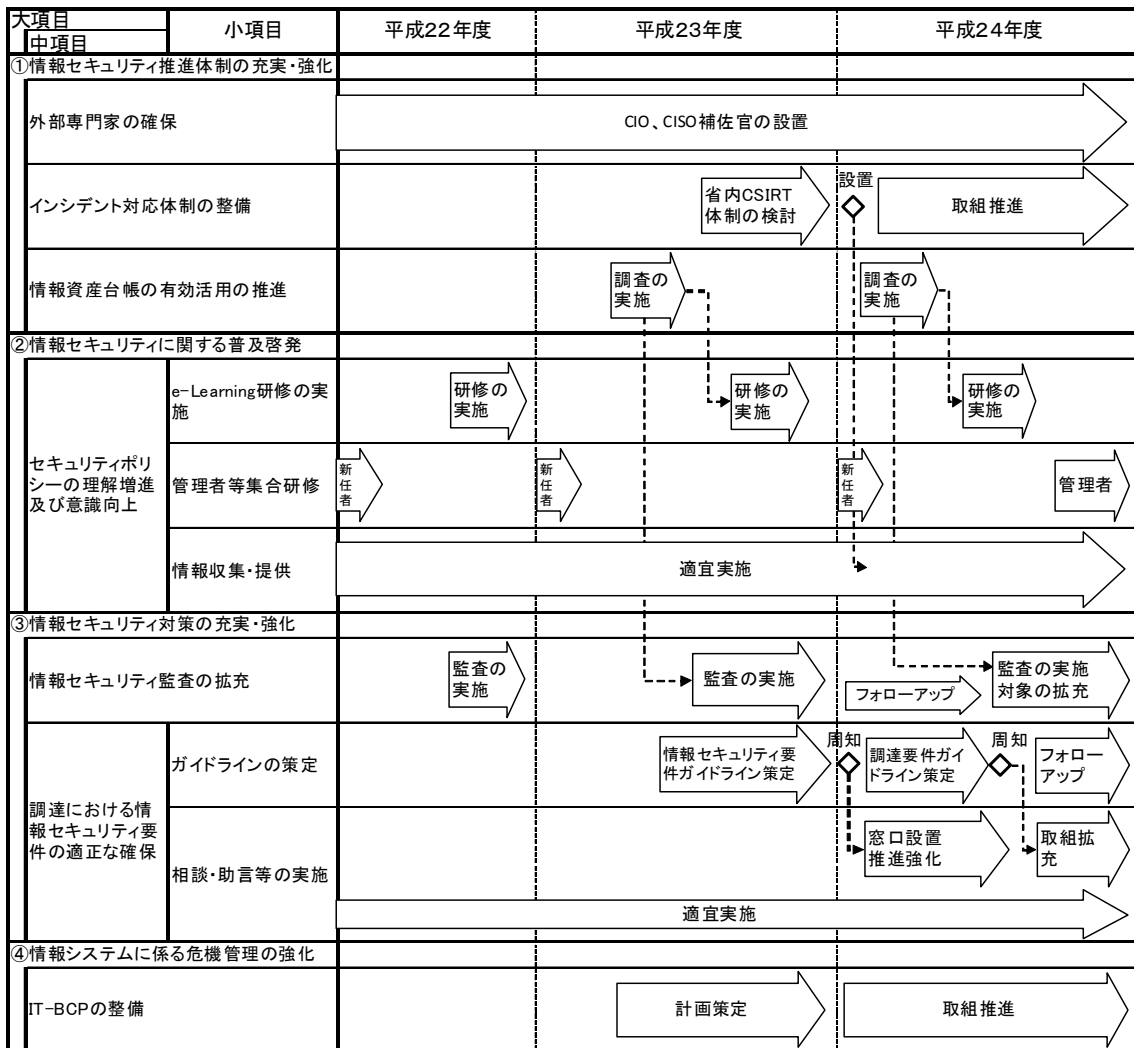 大項目
中項目
小項目
平成22年度
平成23年度
平成24年度
①情報セキュリティ推進体制の充実・強化
外部専門家の確保
CIO、CISO補佐官の設置
インシデント対応体制の整備
省内CSIRT
体制の検討
設置
取組推進
情報資産台帳の有効活用の推進
調査の
実施
調査の
実施
②情報セキュリティに関する普及啓発
セキュリティポリ
シーの理解増進
及び意識向上
e-Learning研修の実
施
研修の
実施
研修の
実施
研修の
実施
管理者等集合研修
新
任
者
新
任
者
新
任
者
管理者
情報収集・提供
適宜実施
③情報セキュリティ対策の充実・強化
情報セキュリティ監査の拡充
監査の
実施
監査の実施
フォローアップ
監査の実施
対象の拡充
調達における情
報セキュリティ要
件の適正な確保
ガイドラインの策定
情報セキュリティ要
件ガイドライン策定
周知
調達要件ガイ
ドライン策定
周知
フォロー
アップ
相談・助言等の実施
窓口設置
推進強化
取組拡
充
適宜実施
④情報システムに係る危機管理の強化
IT-BCPの整備
計画策定
取組推進